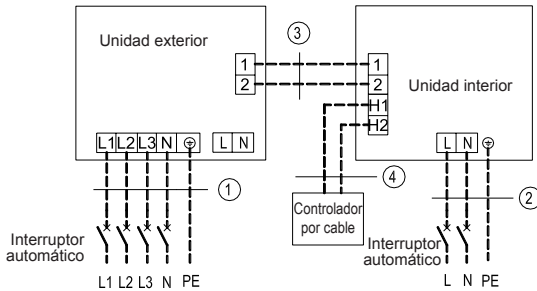 Unidad exterior
3
1
2
1
2
H1
H2
Unidad interior
L1 L2 L3 N
L N
L N
1
4
2
Controlador
por cable
Interruptor
automático
Interruptor
automático
L1 L2 L3 N PE
L N PE